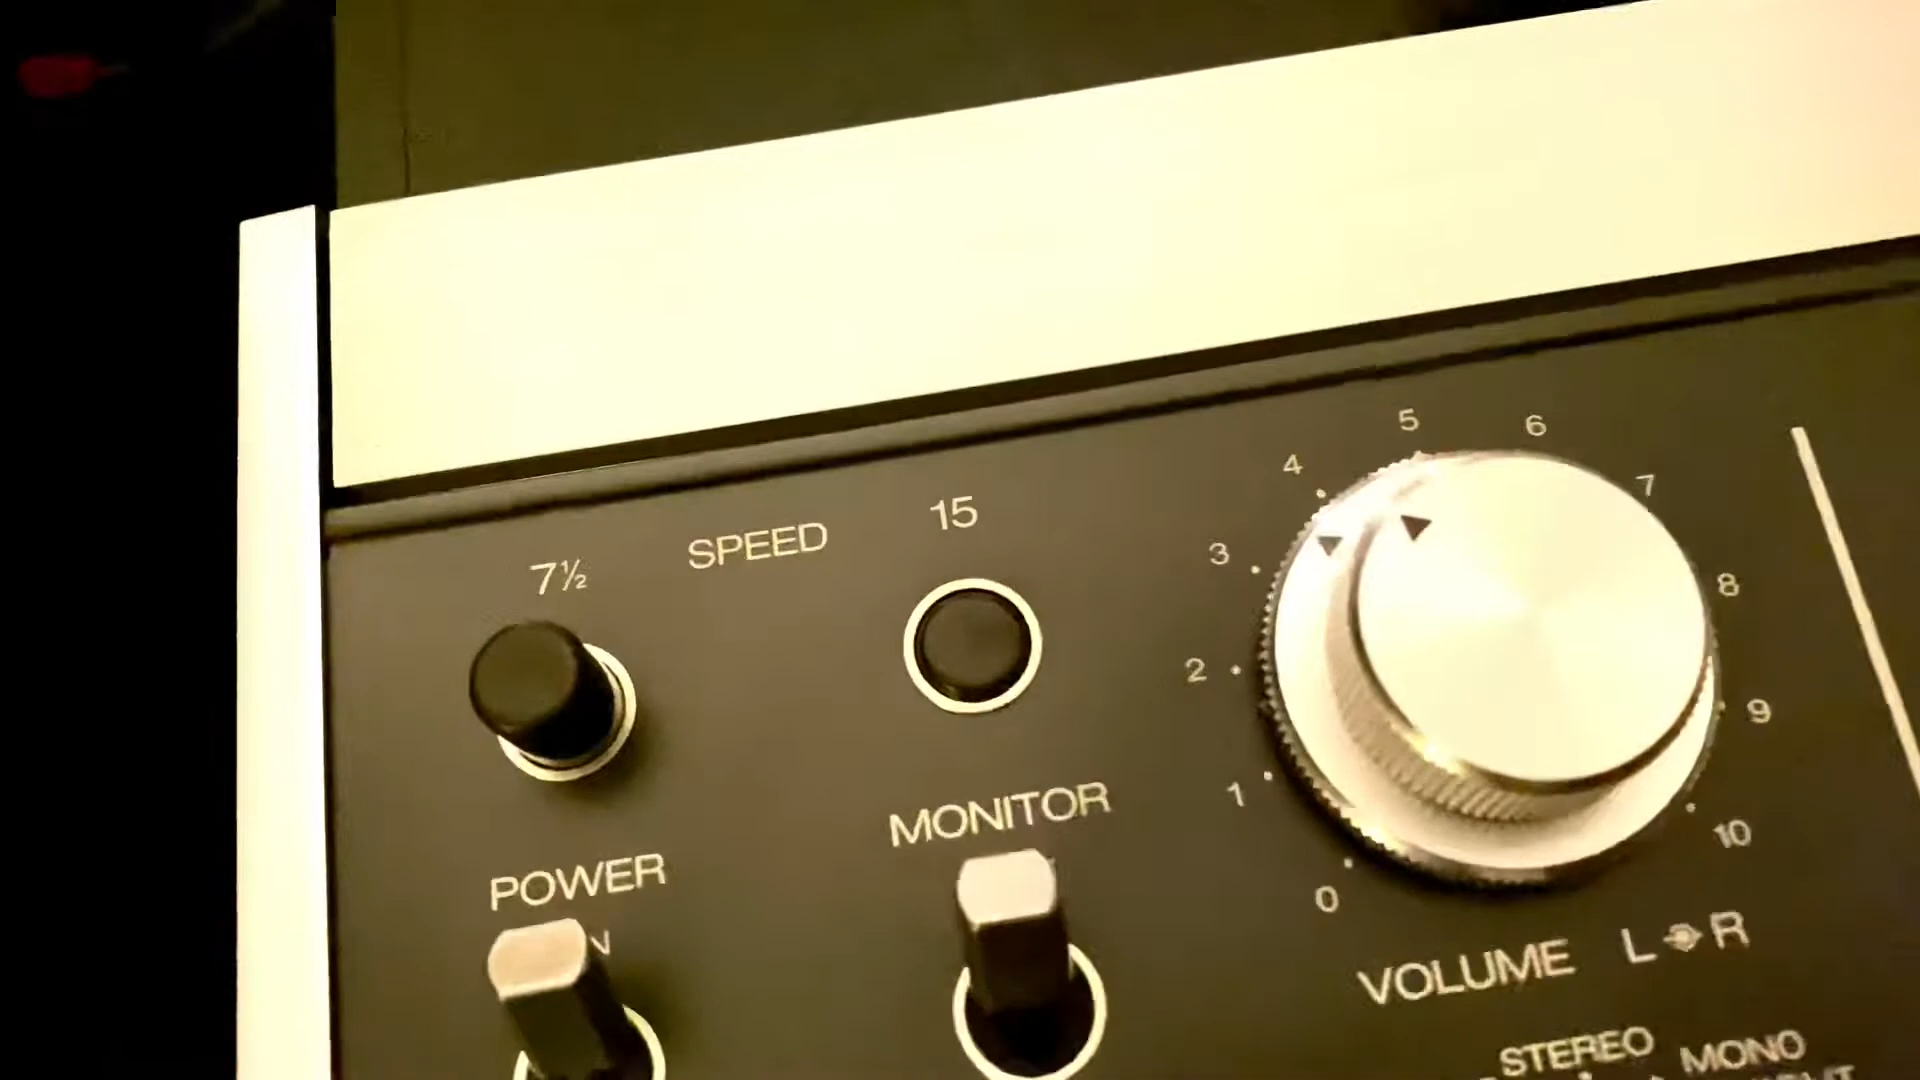 7½ SPEED 15
0 1 2 3 4 5 6 7 8 9 10
MONITOR
POWER
VOLUME L R
STEREO MONO